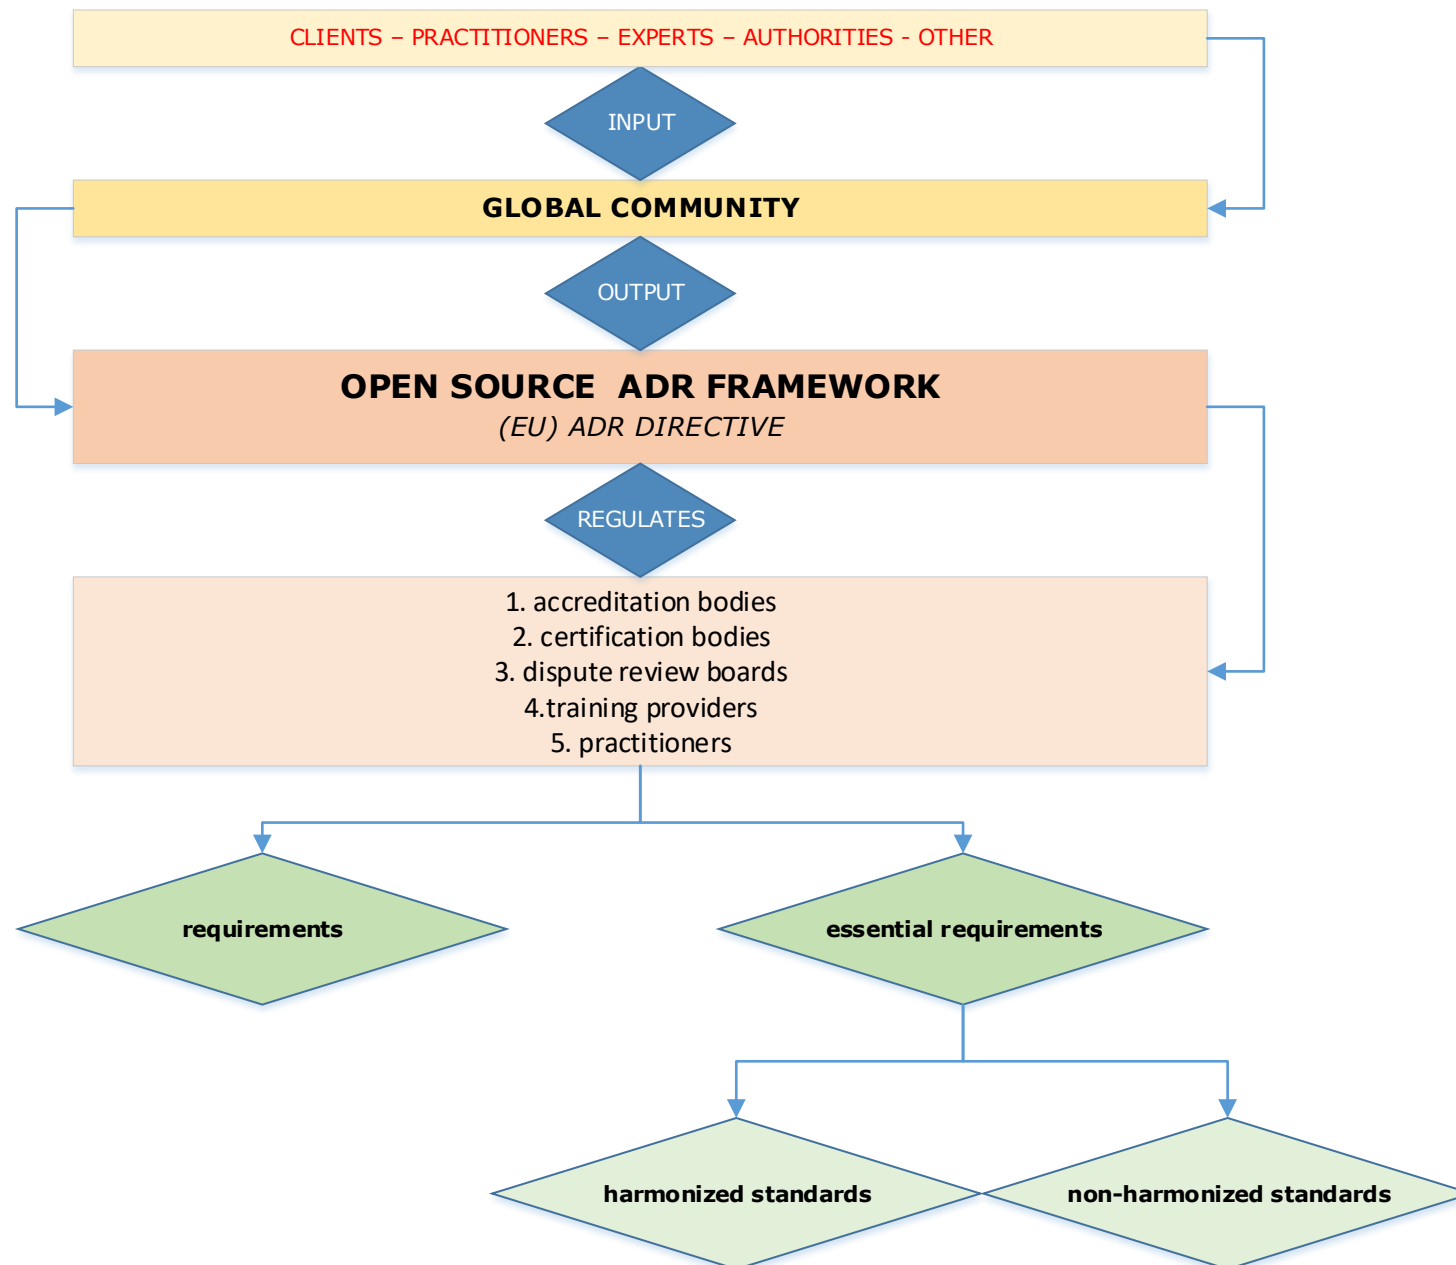 CLIENTS – PRACTITIONERS – EXPERTS – AUTHORITIES - OTHER
INPUT
GLOBAL COMMUNITY
OUTPUT
OPEN SOURCE  ADR FRAMEWORK
(EU) ADR DIRECTIVE
REGULATES
1. accreditation bodies
2. certification bodies
3. dispute review boards
4.training providers
5. practitioners
requirements
essential requirements
harmonized standards
non-harmonized standards